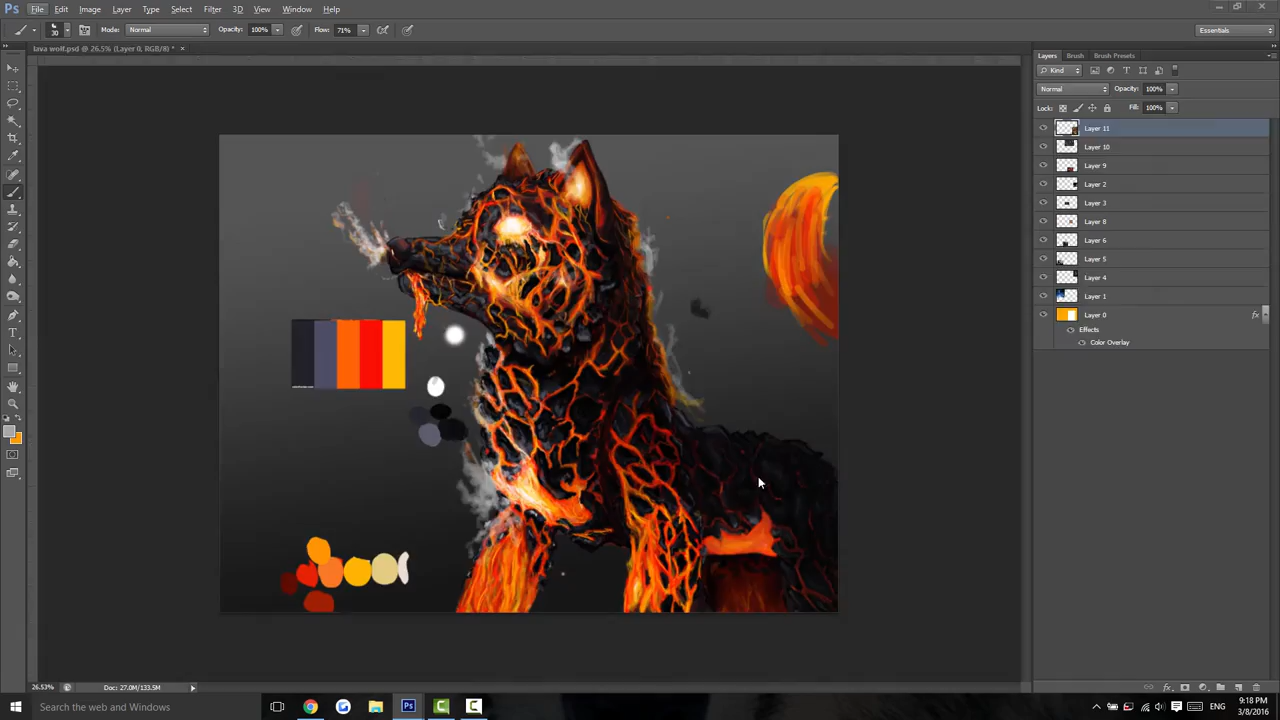 Ps File Edit Image Layer Type Select Filter 3D View Window Help
30 Mode: Normal Opacity: 100% Flow: 71% Essentials
lava wolf.psd @ 26.5% (Layer 0, RGB/8) * ×
Layers Brush Brush Presets
Kind
Normal Opacity: 100%
Lock: Fill: 100%
Layer 11
Layer 10
Layer 9
Layer 2
Layer 3
Layer 8
Layer 6
Layer 5
Layer 4
Layer 1
Layer 0 fx
Effects
Color Overlay
26.53% Doc: 27.0M/133.5M
Search the web and Windows Ps ENG 9:18 PM
3/8/2016